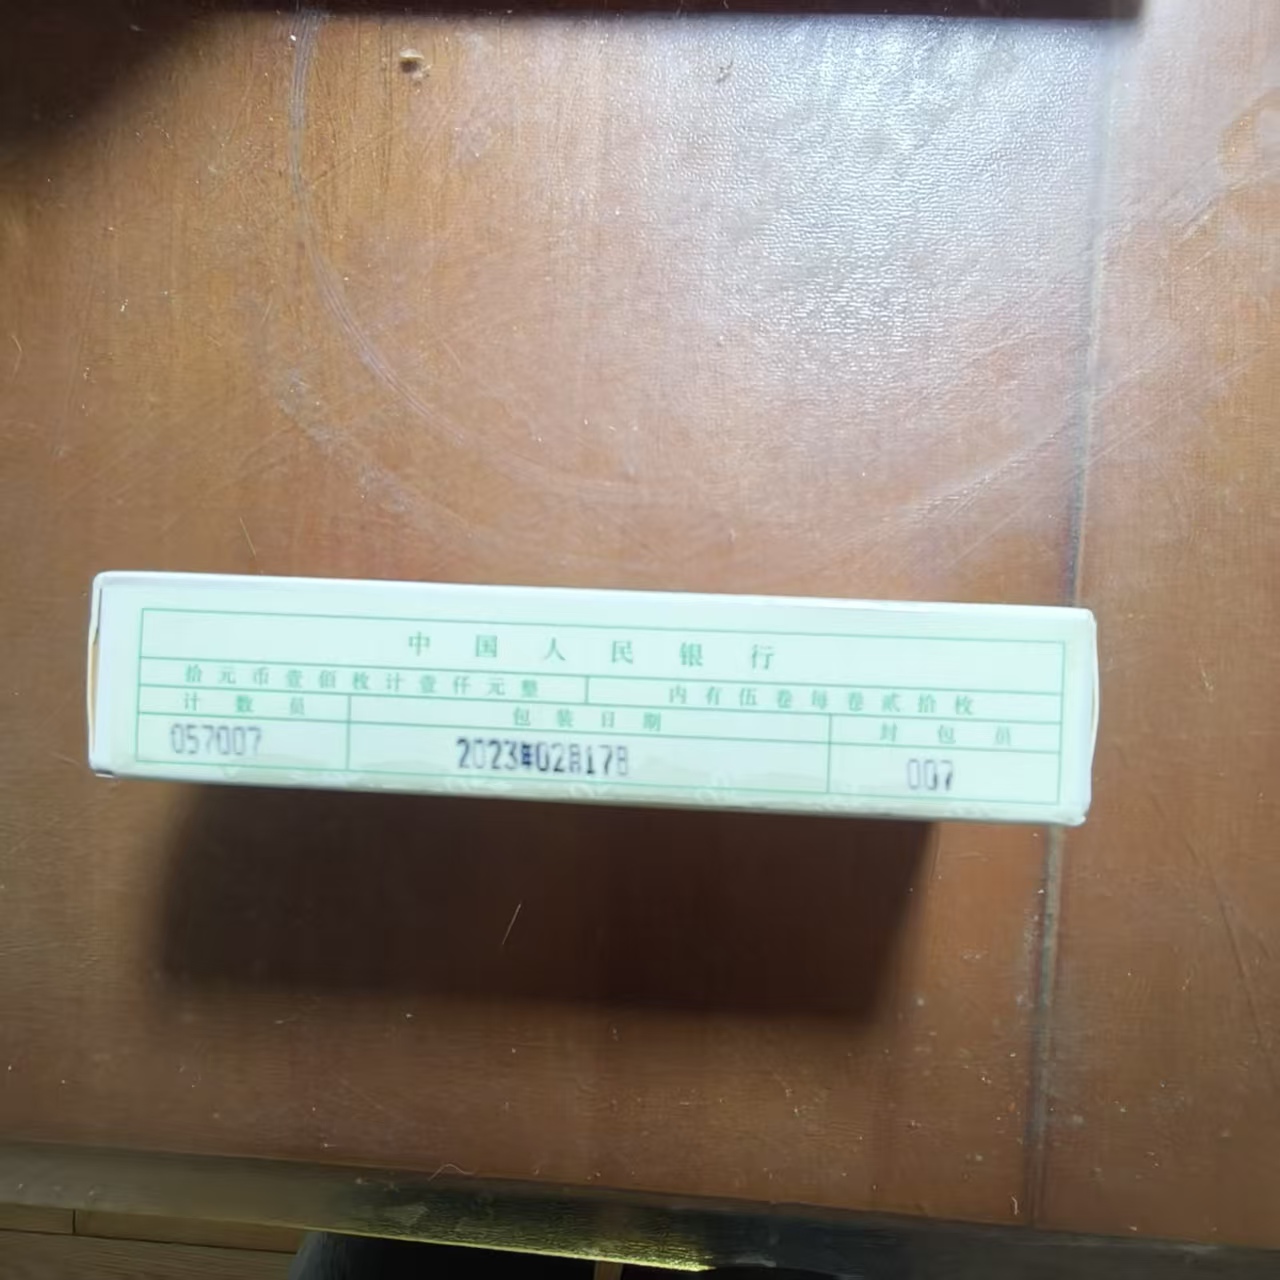 中国人民银行
拾元币壹佰枚计壹仟元整 内有伍卷每卷贰拾枚
计数员 包装日期 封包员
057007 2023年02月17日 007